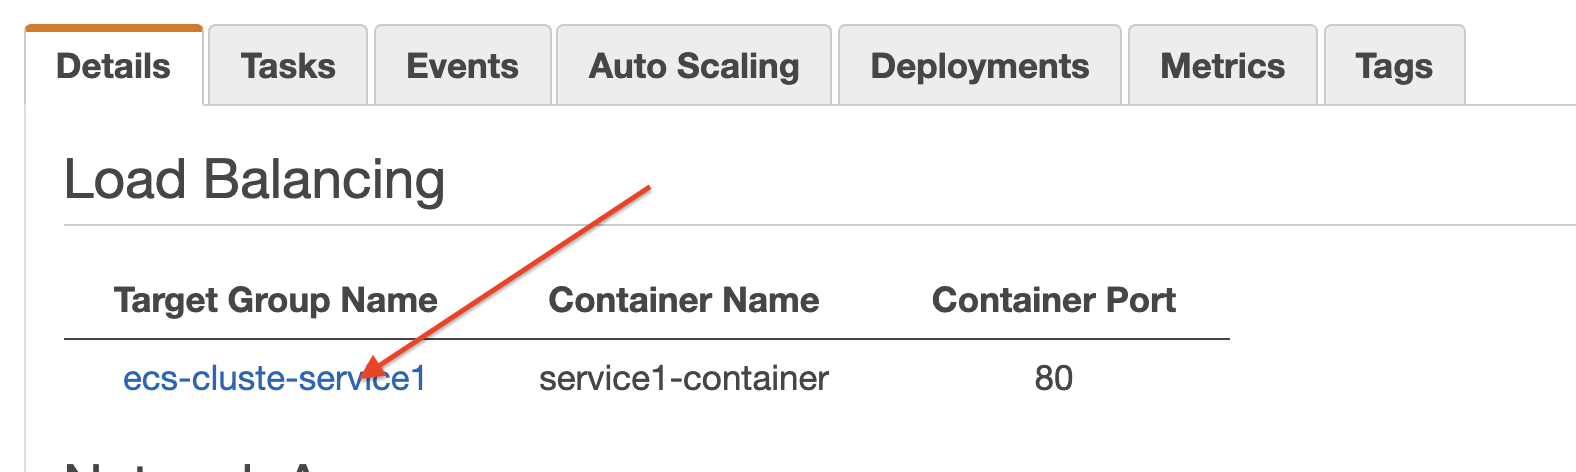 Details Tasks Events Auto Scaling Deployments Metrics Tags
Load Balancing
Target Group Name Container Name Container Port
ecs-cluste-service1 service1-container 80